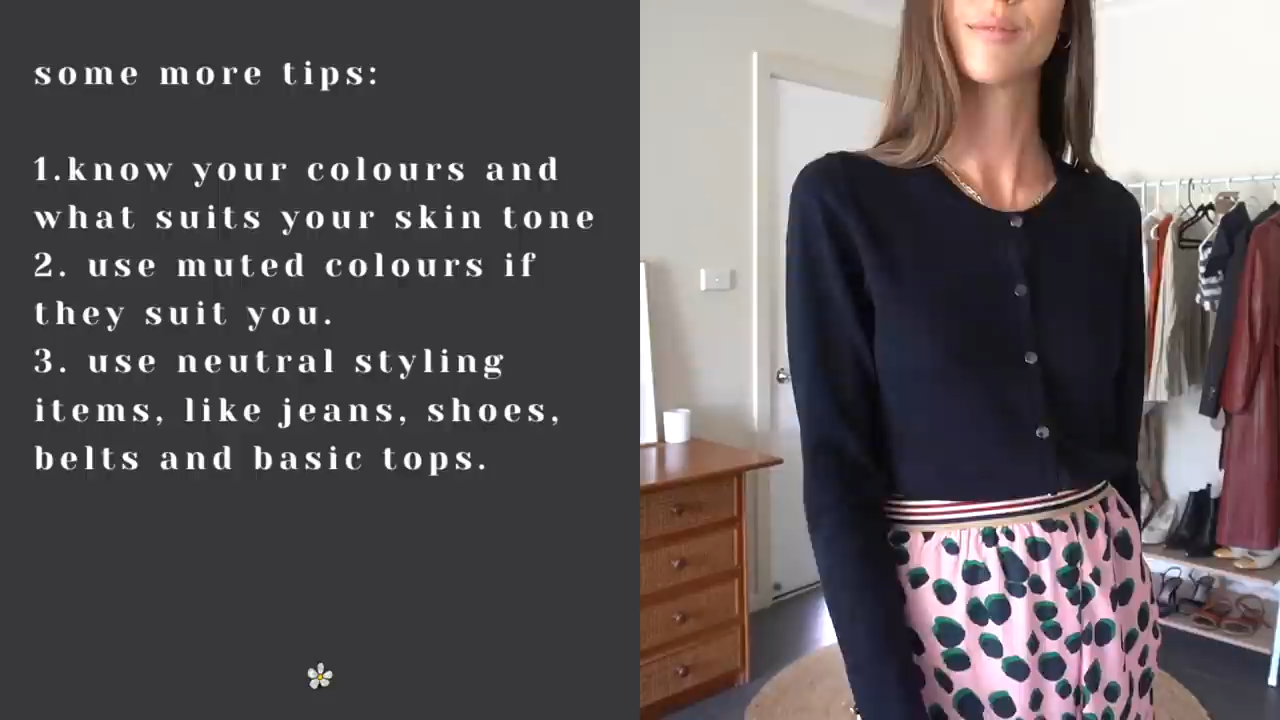 some more tips:
1.know your colours and
what suits your skin tone
2. use muted colours if
they suit you.
3. use neutral styling
items, like jeans, shoes,
belts and basic tops.